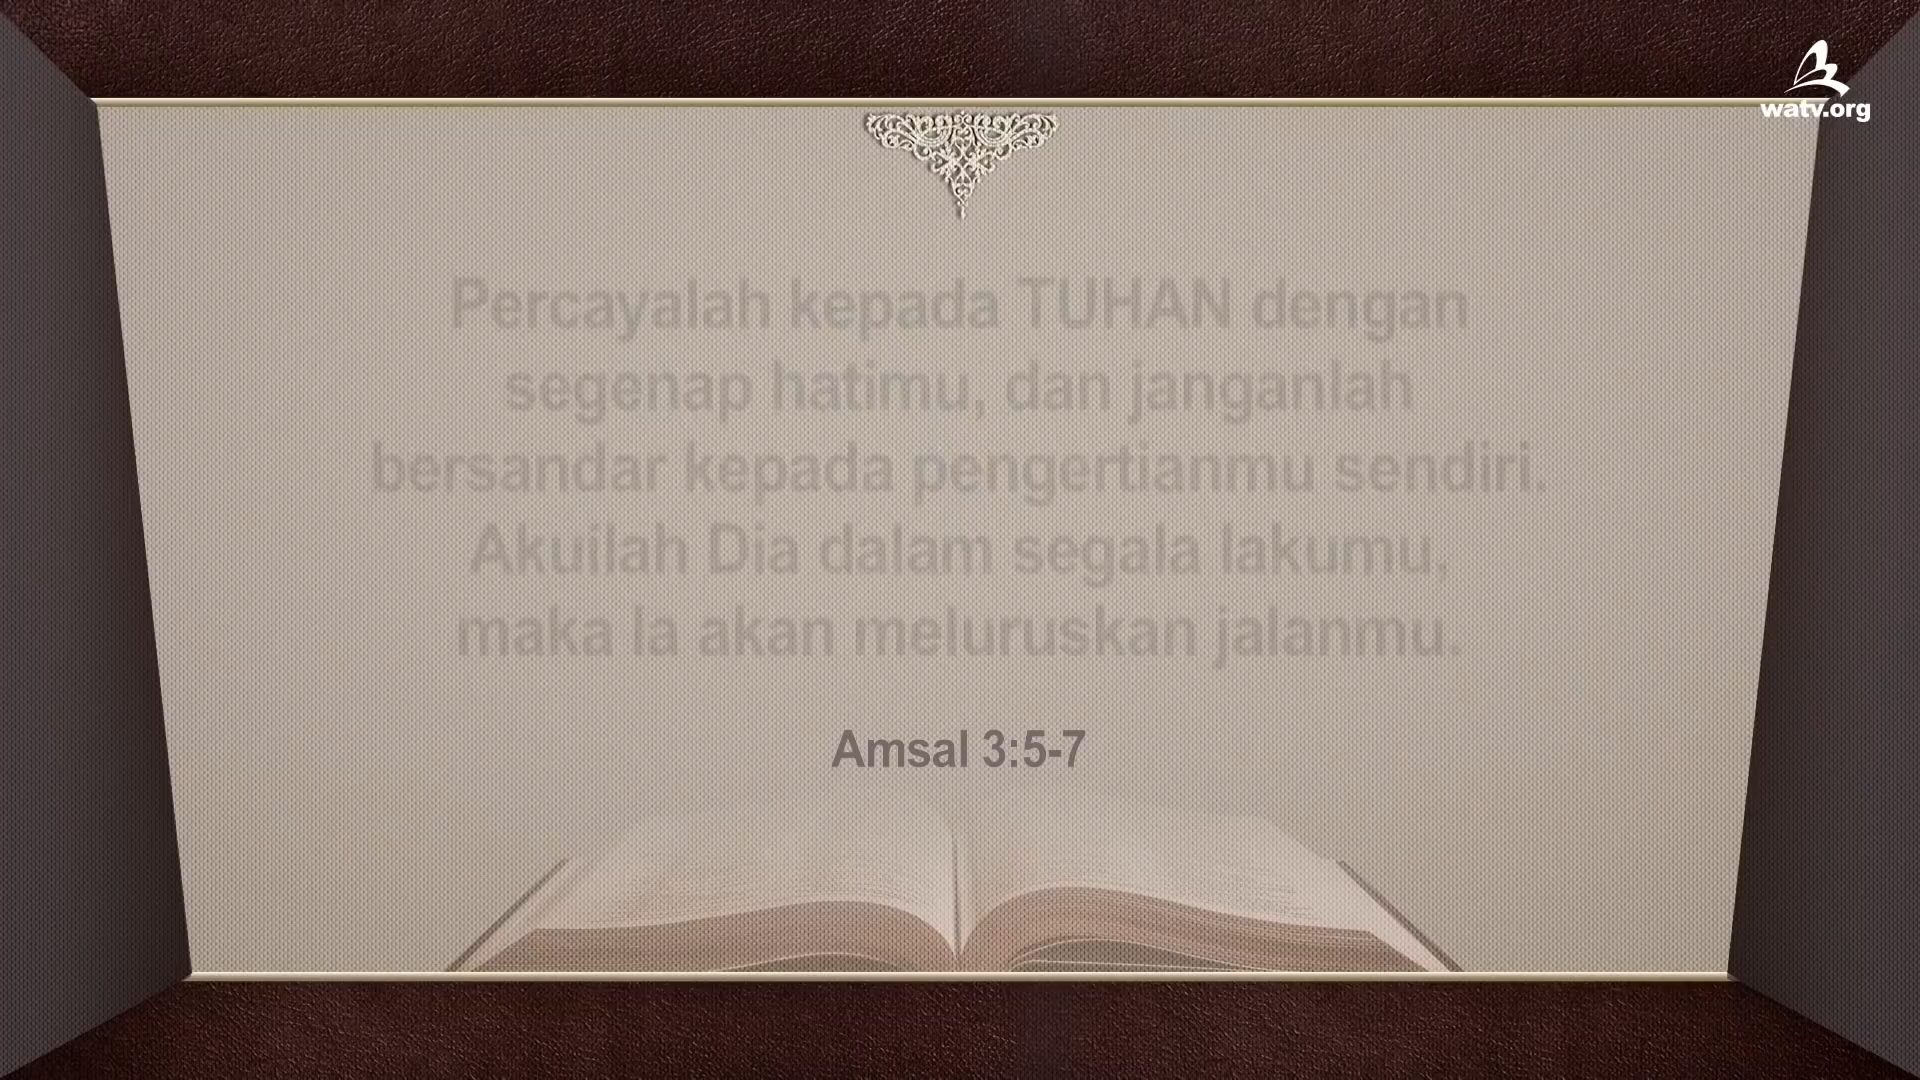 watv.org
Percayalah kepada TUHAN dengan
segenap hatimu, dan janganlah
bersandar kepada pengertianmu sendiri.
Akuilah Dia dalam segala lakumu,
maka Ia akan meluruskan jalanmu.
Amsal 3:5-7